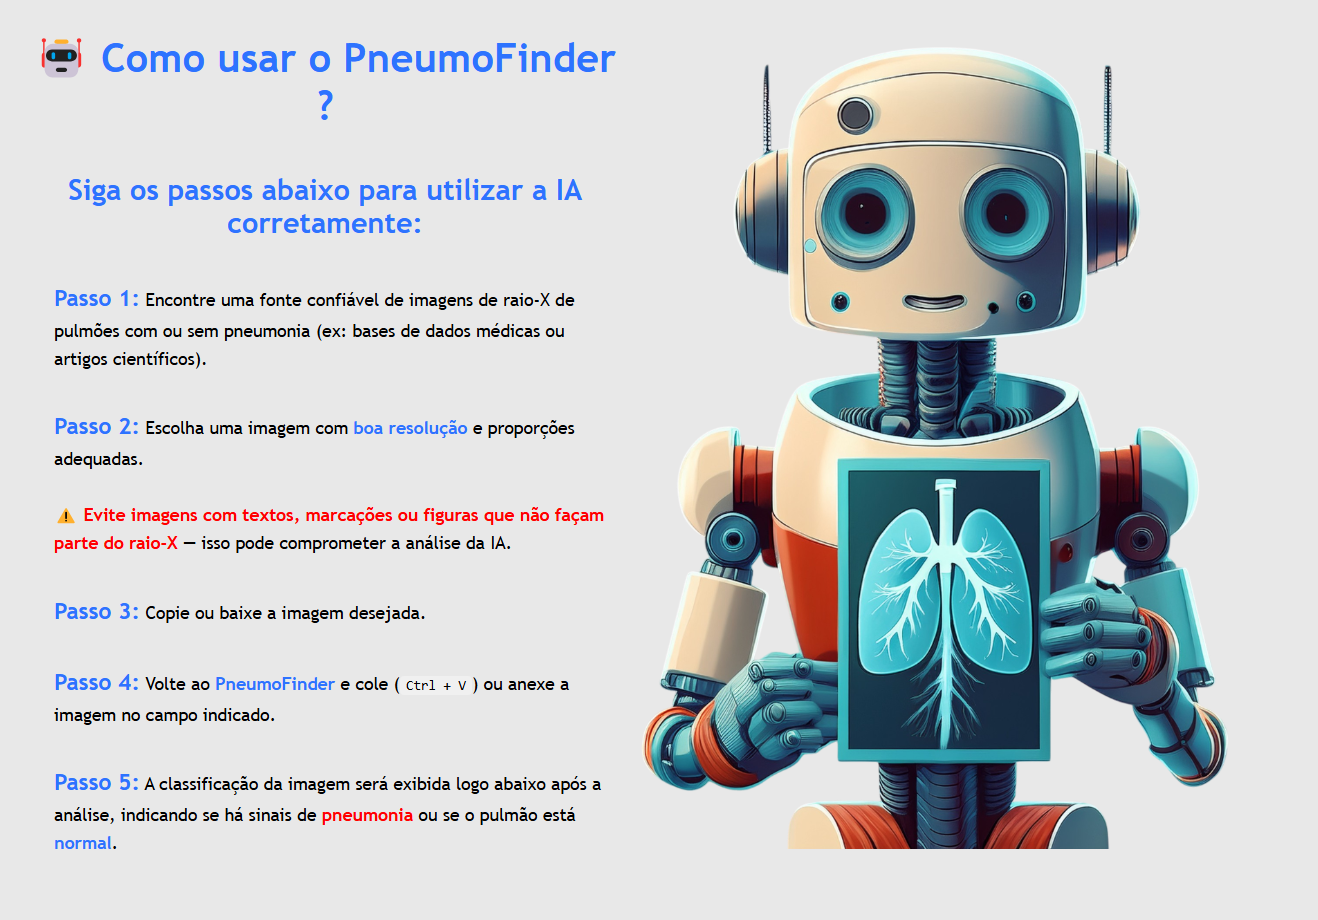 Como usar o PneumoFinder
?
Siga os passos abaixo para utilizar a IA
corretamente:
Passo 1: Encontre uma fonte confiável de imagens de raio-X de
pulmões com ou sem pneumonia (ex: bases de dados médicas ou
artigos científicos).
Passo 2: Escolha uma imagem com boa resolução e proporções
adequadas.
⚠️ Evite imagens com textos, marcações ou figuras que não façam
parte do raio-X — isso pode comprometer a análise da IA.
Passo 3: Copie ou baixe a imagem desejada.
Passo 4: Volte ao PneumoFinder e cole ( Ctrl + V ) ou anexe a
imagem no campo indicado.
Passo 5: A classificação da imagem será exibida logo abaixo após a
análise, indicando se há sinais de pneumonia ou se o pulmão está
normal.